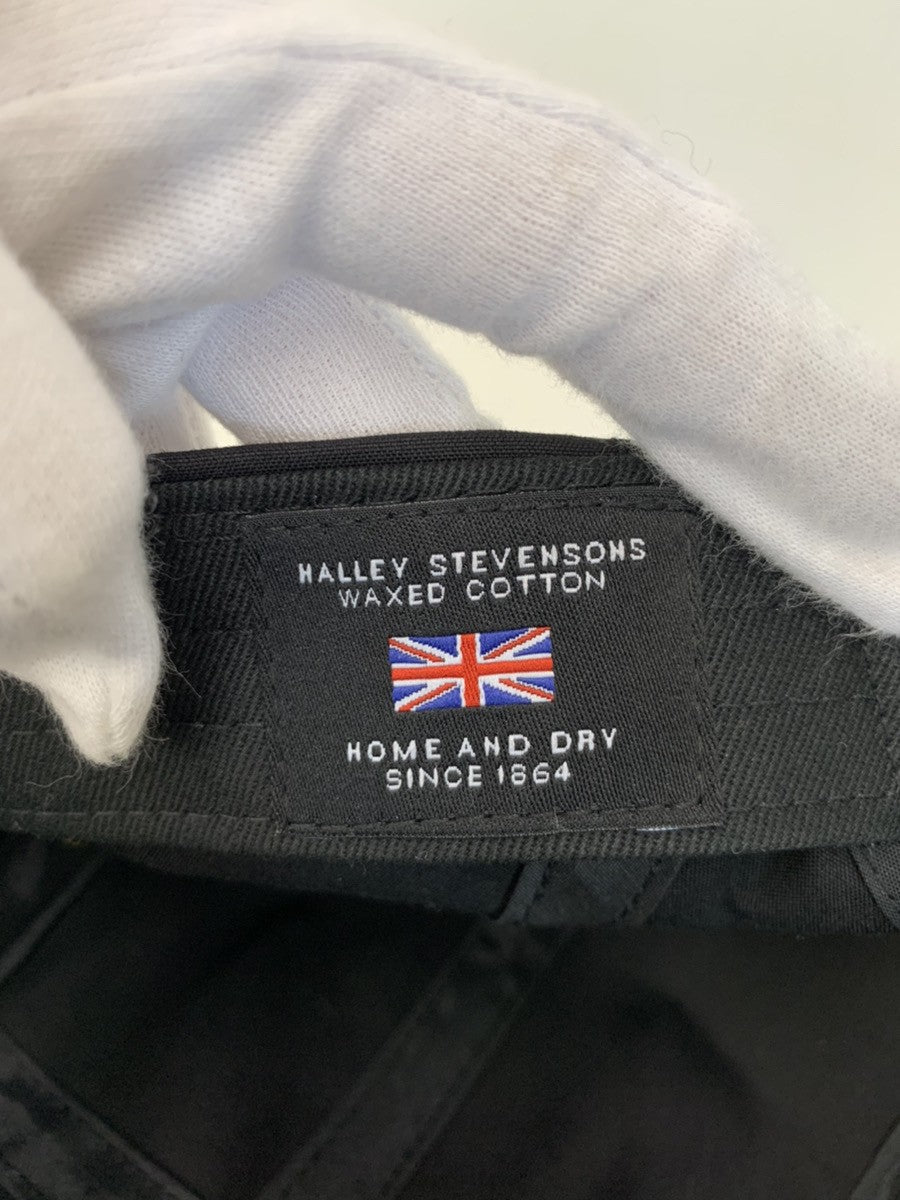 HALLEY STEVENSONS
WAXED COTTON
HOME AND DRY
SINCE 1864